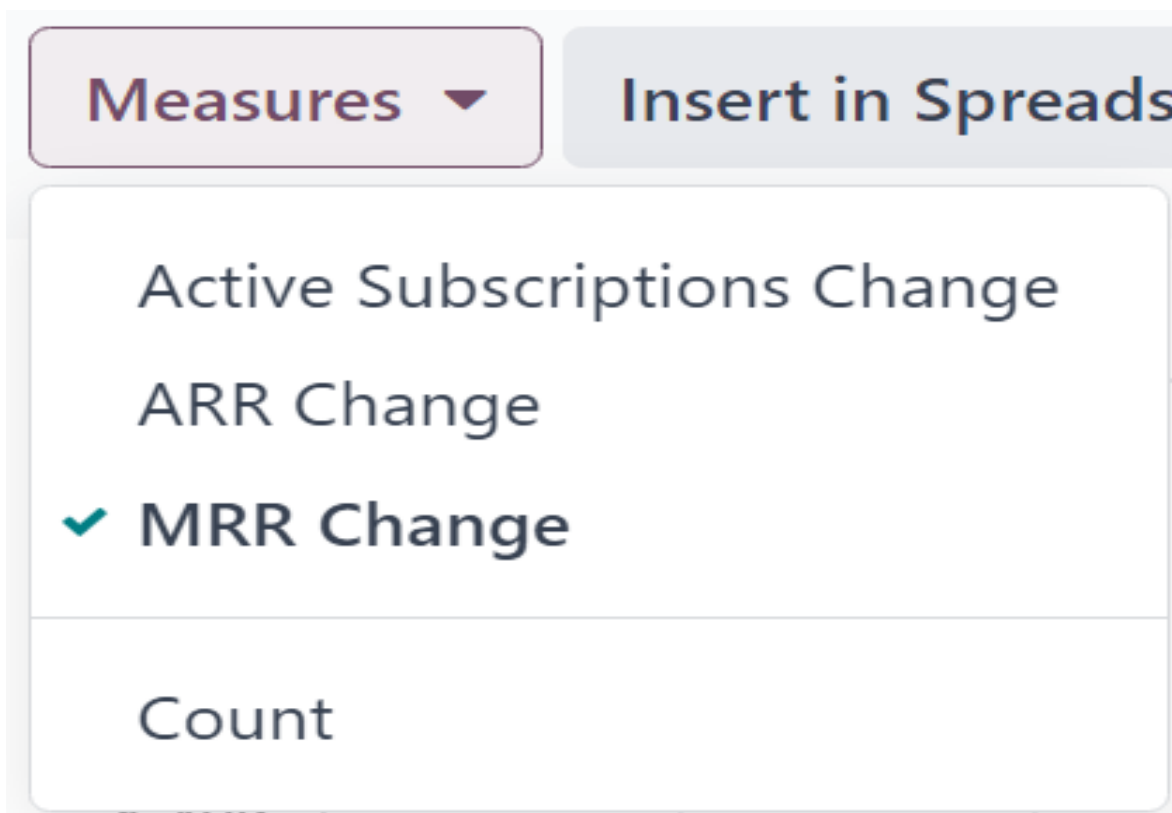 Measures Insert in Spreads
Active Subscriptions Change
ARR Change
MRR Change
Count